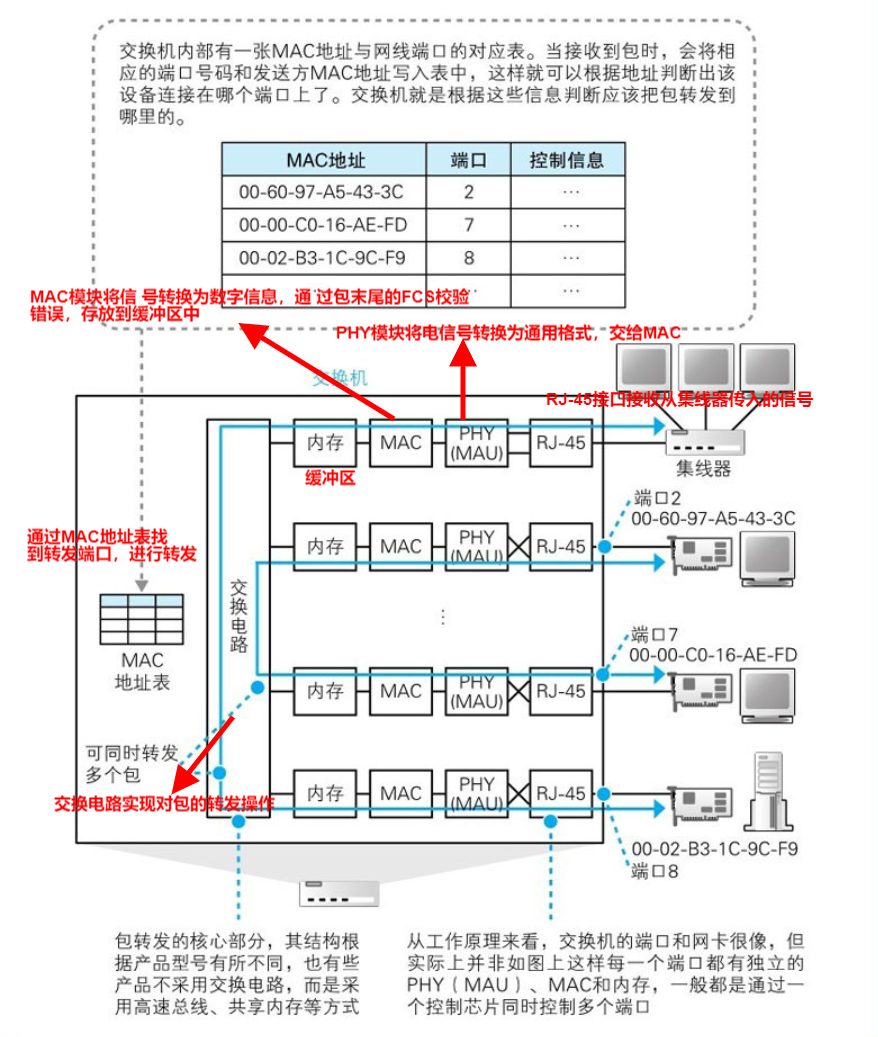 交换机内部有一张MAC地址与网线端口的对应表。当接收到包时，会将相
应的端口号码和发送方MAC地址写入表中，这样就可以根据地址判断出该
设备连接在哪个端口上了。交换机就是根据这些信息判断应该把包转发到
哪里的。
MAC地址 端口 控制信息
00-60-97-A5-43-3C 2 …
00-00-C0-16-AE-FD 7 …
00-02-B3-1C-9C-F9 8 …
MAC模块将信 号转换为数字信息，通 过包末尾的FCS校验
错误，存放到缓冲区中
PHY模块将电信号转换为通用格式，交给MAC
交换机
RJ-45接口接收从集线器传入的信号
内存 MAC PHY
(MAU) RJ-45
集线器
缓冲区
端口2
00-60-97-A5-43-3C
通过MAC地址表找
到转发端口，进行转发
内存 MAC PHY
(MAU) RJ-45
交换电路
⋮
MAC
地址表
端口7
00-00-C0-16-AE-FD
内存 MAC PHY
(MAU) RJ-45
可同时转发
多个包
交换电路实现对包的转发操作
内存 MAC PHY
(MAU) RJ-45
00-02-B3-1C-9C-F9
端口8
包转发的核心部分，其结构根
据产品型号有所不同，也有些
产品不采用交换电路，而是采
用高速总线、共享内存等方式
从工作原理来看，交换机的端口和网卡很像，但
实际上并非如图上这样每一个端口都有独立的
PHY（MAU）、MAC和内存，一般都是通过一
个控制芯片同时控制多个端口